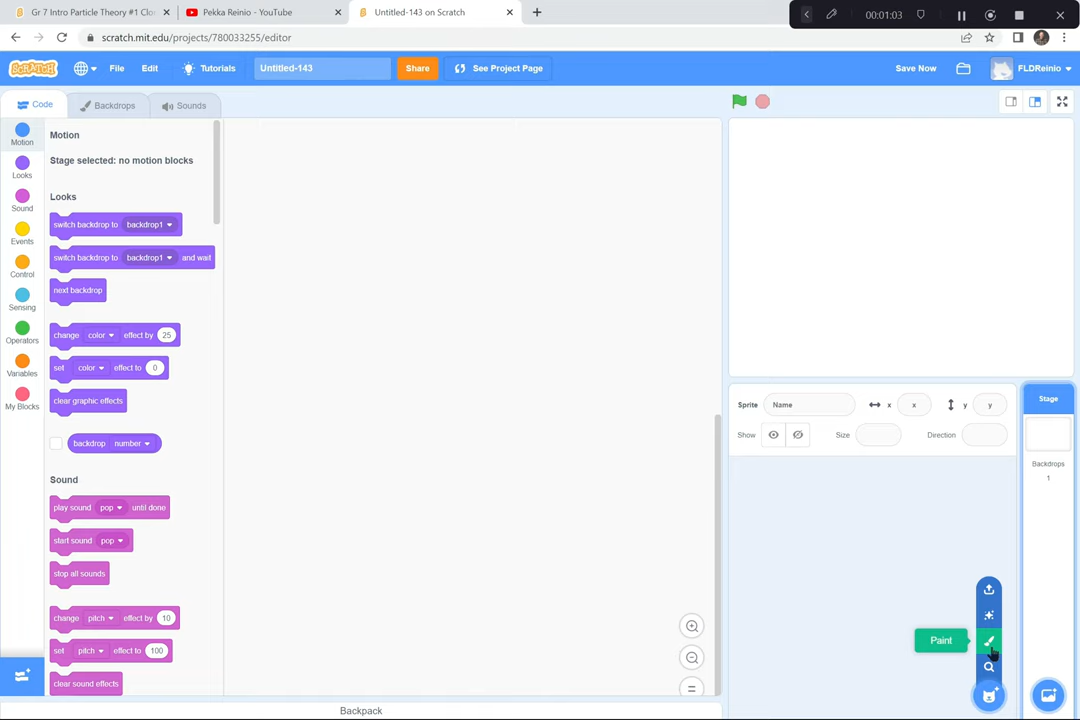 Gr 7 Intro Particle Theory #1 Clo
Pekka Reinio - YouTube
Untitled-143 on Scratch
00:01:03
scratch.mit.edu/projects/780033255/editor
SCRATCH
File
Edit
Tutorials
Untitled-143
Share
See Project Page
Save Now
FLDReinio
Code
Backdrops
Sounds
Motion
Looks
Sound
Events
Control
Sensing
Operators
Variables
My Blocks
Motion
Stage selected: no motion blocks
Looks
switch backdrop to backdrop1
switch backdrop to backdrop1 and wait
next backdrop
change color effect by 25
set color effect to 0
clear graphic effects
backdrop number
Sound
play sound pop until done
start sound pop
stop all sounds
change pitch effect by 10
set pitch effect to 100
clear sound effects
Sprite Name x x y y
Show Size Direction
Stage
Backdrops
1
Paint
Backpack